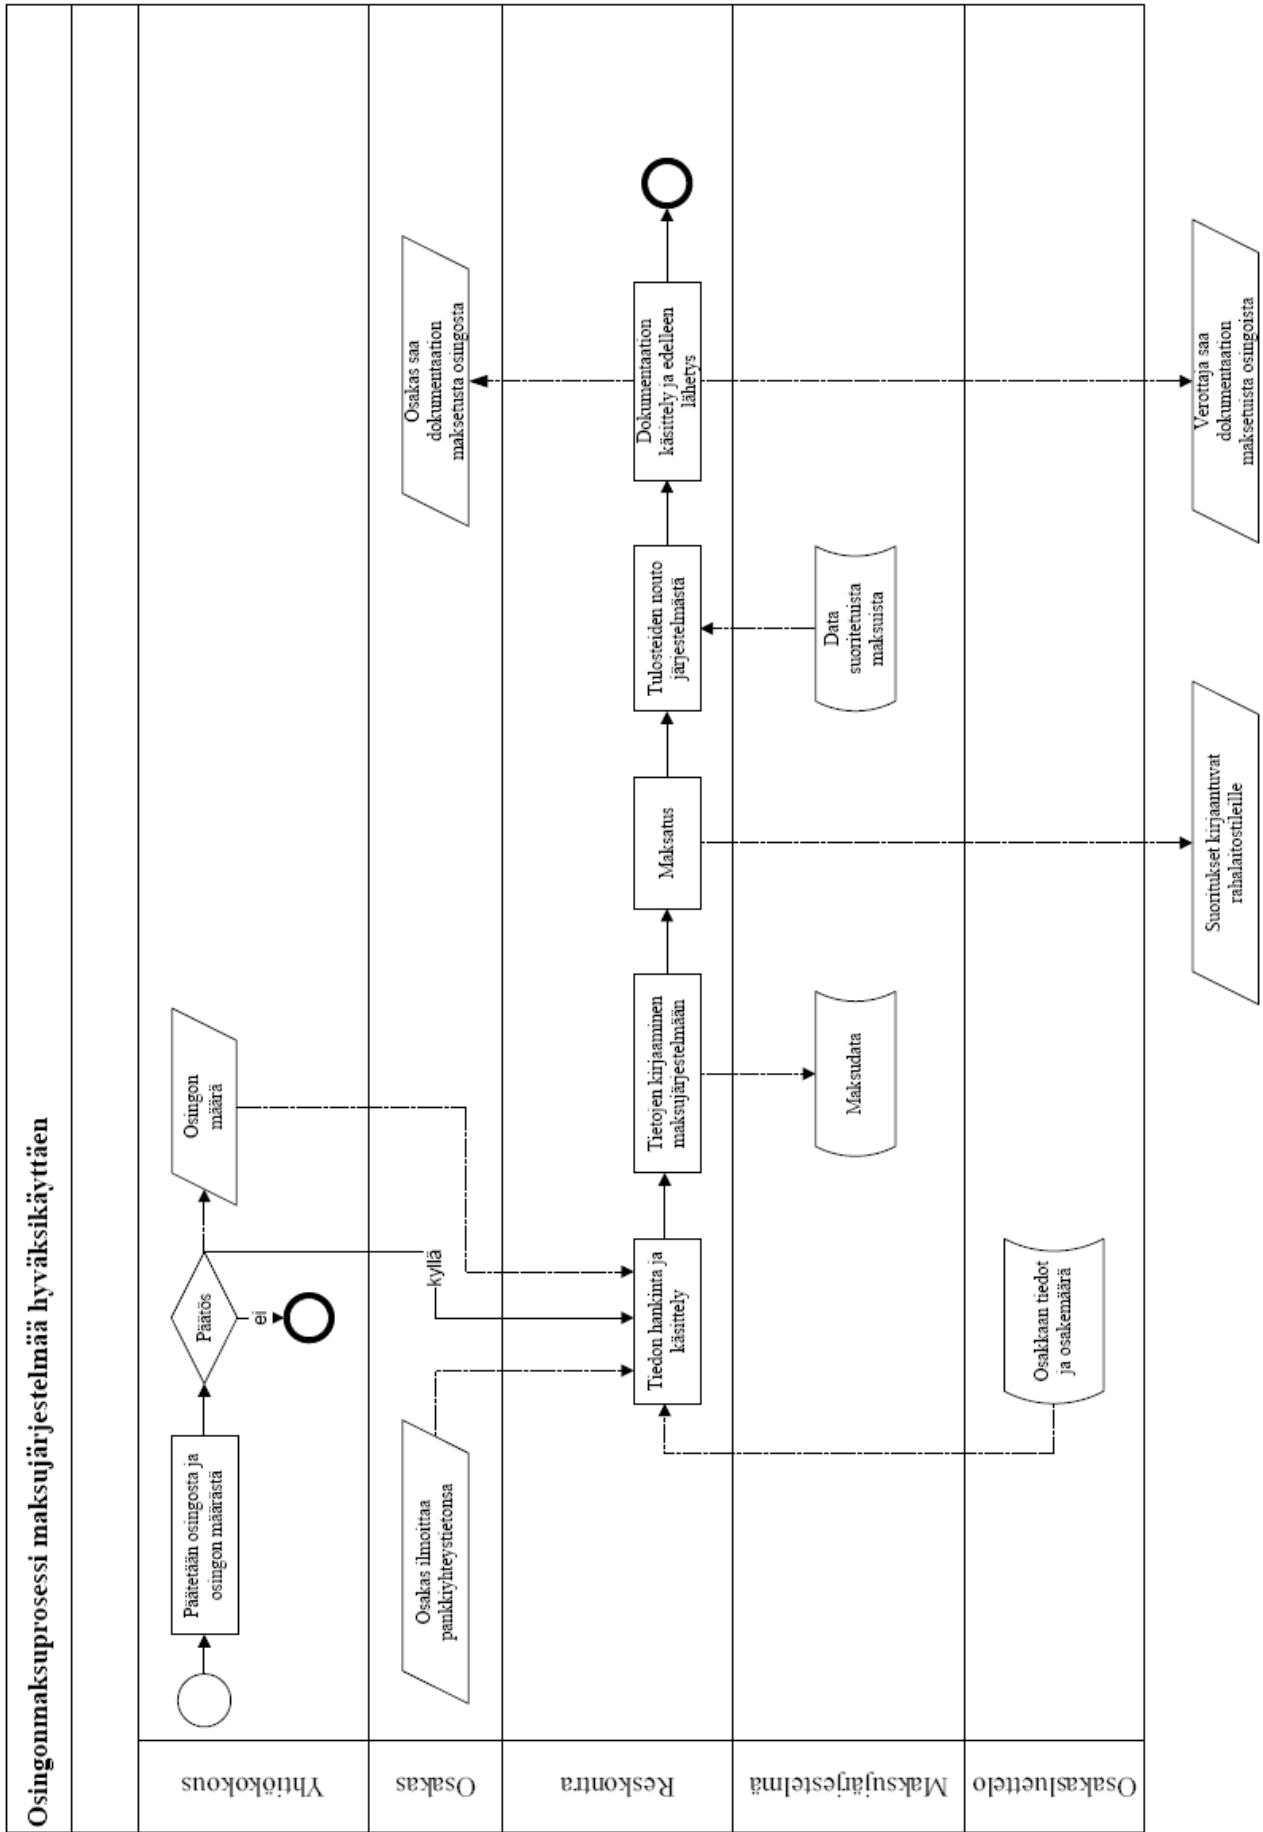 Osingonmaksuprosessi maksujärjestelmää hyväksikäyttäen
Yhtiökokous
Päätetään osingosta ja
osingon määrästä
Päätös
ei
kyllä
Osingon
määrä
Osakas
Osakas ilmoittaa
pankkiyhteystietonsa
Osakas saa
dokumentaation
maksetusta osingosta
Reskontra
Tiedon hankinta ja
käsittely
Tietojen kirjaaminen
maksujärjestelmään
Maksatus
Tulosteiden nouto
järjestelmästä
Dokumentaation
käsittely ja edelleen
lähetys
Maksujärjestelmä
Maksudata
Data
suoritetuista
maksuista
Osakasluettelo
Osakkaan tiedot
ja osakemäärä
Suoritukset kirjaantuvat
rahalaitostileille
Verottaja saa
dokumentaation
maksetuista osingoista